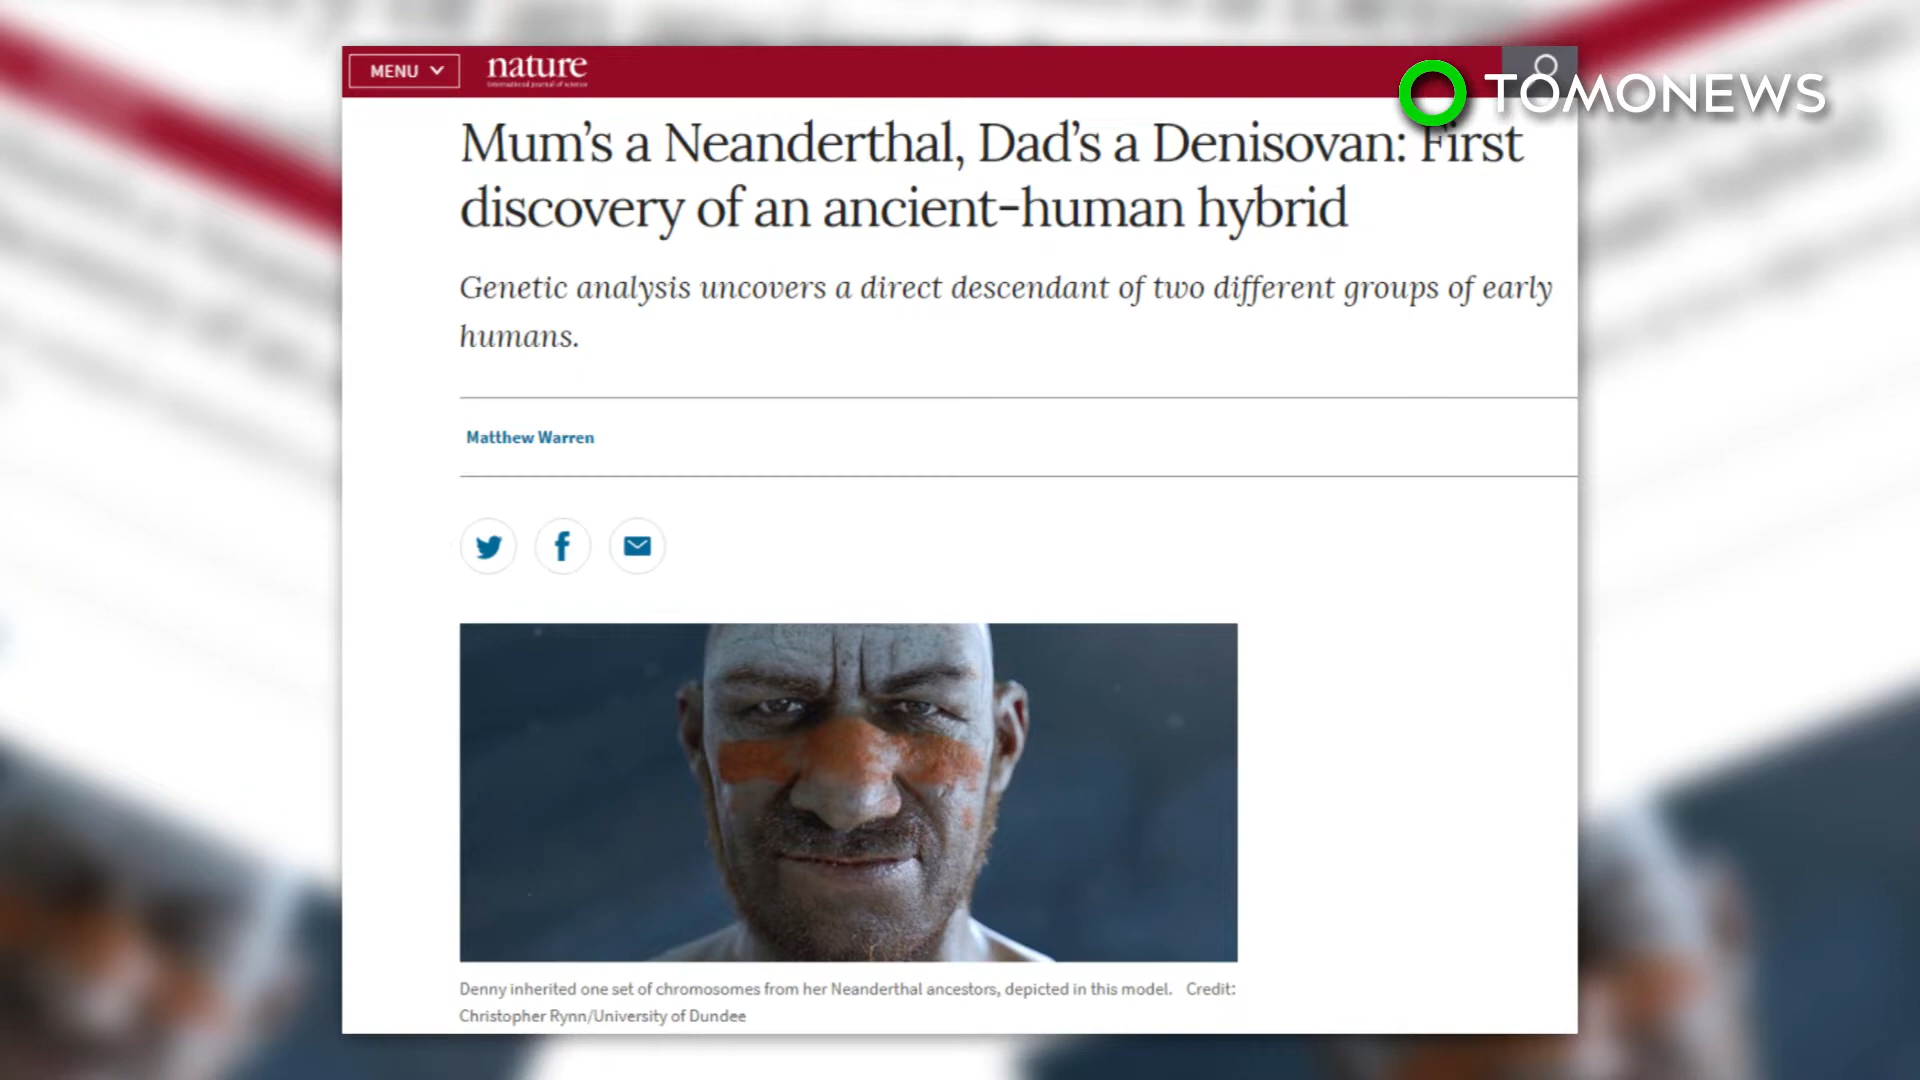 MENU
nature
International journal of science
TOMONEWS
Mum's a Neanderthal, Dad's a Denisovan: First
discovery of an ancient-human hybrid
Genetic analysis uncovers a direct descendant of two different groups of early
humans.
Matthew Warren
Denny inherited one set of chromosomes from her Neanderthal ancestors, depicted in this model. Credit:
Christopher Rynn/University of Dundee